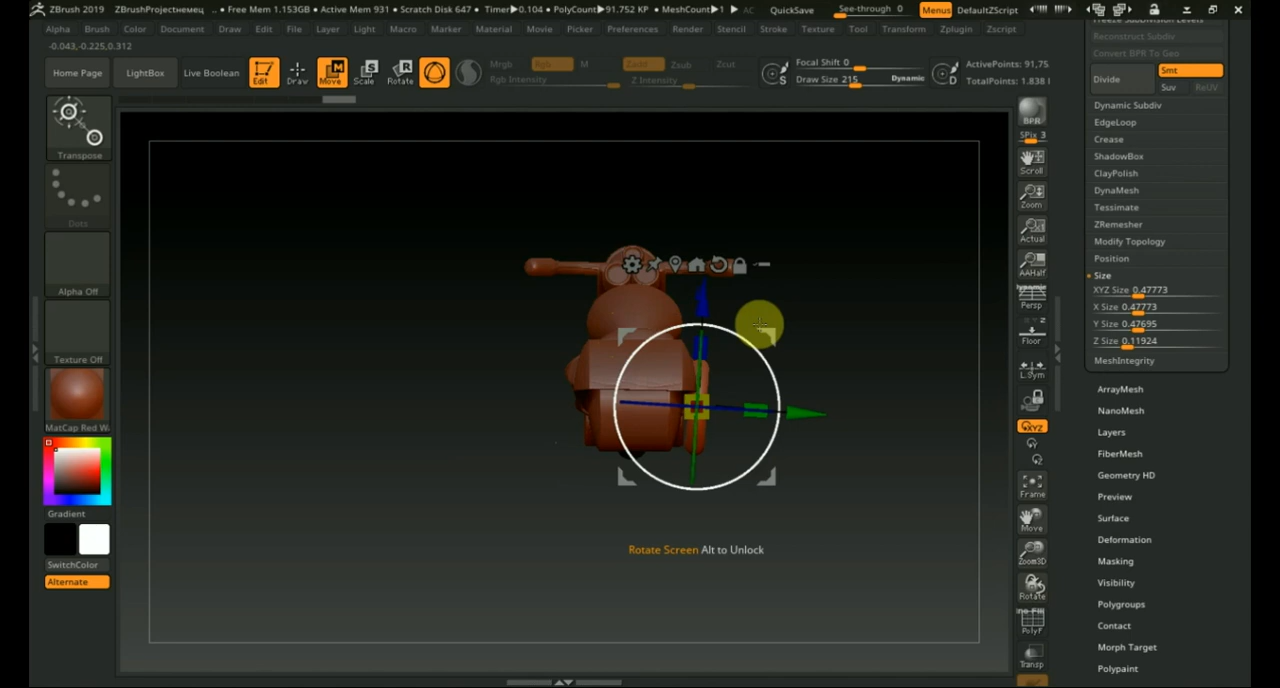 ZBrush 2019 ZBrushProjectнемец .. • Free Mem 1.153GB • Active Mem 931 • Scratch Disk 647 • Timer▶0.104 • PolyCount▶91.752 KP • MeshCount▶1 ▶ AC QuickSave See-through 0 Menus DefaultZScript
Alpha Brush Color Document Draw Edit File Layer Light Macro Marker Material Movie Picker Preferences Render Stencil Stroke Texture Tool Transform Zplugin Zscript
-0.043,-0.225,0.312
Home Page LightBox Live Boolean Edit Draw Move Scale Rotate
Mrgb Rgb M Zadd Zsub Zcut
Rgb Intensity Z Intensity
Focal Shift 0
Draw Size 215 Dynamic
ActivePoints: 91,75
TotalPoints: 1.838
Transpose
Dots
Alpha Off
Texture Off
MatCap Red W
Gradient
SwitchColor
Alternate
Rotate Screen Alt to Unlock
BPR
SPix 3
Scroll
Zoom
Actual
AAHalf
Dynamic
Persp
Floor
L.Sym
XYZ
Frame
Move
Zoom3D
Rotate
PolyF
Transp
Freeze Subdivision Levels
Reconstruct Subdiv
Convert BPR To Geo
Divide Smt
Suv ReUV
Dynamic Subdiv
EdgeLoop
Crease
ShadowBox
ClayPolish
DynaMesh
Tessimate
ZRemesher
Modify Topology
Position
Size
XYZ Size 0.47773
X Size 0.47773
Y Size 0.47695
Z Size 0.11924
MeshIntegrity
ArrayMesh
NanoMesh
Layers
FiberMesh
Geometry HD
Preview
Surface
Deformation
Masking
Visibility
Polygroups
Contact
Morph Target
Polypaint